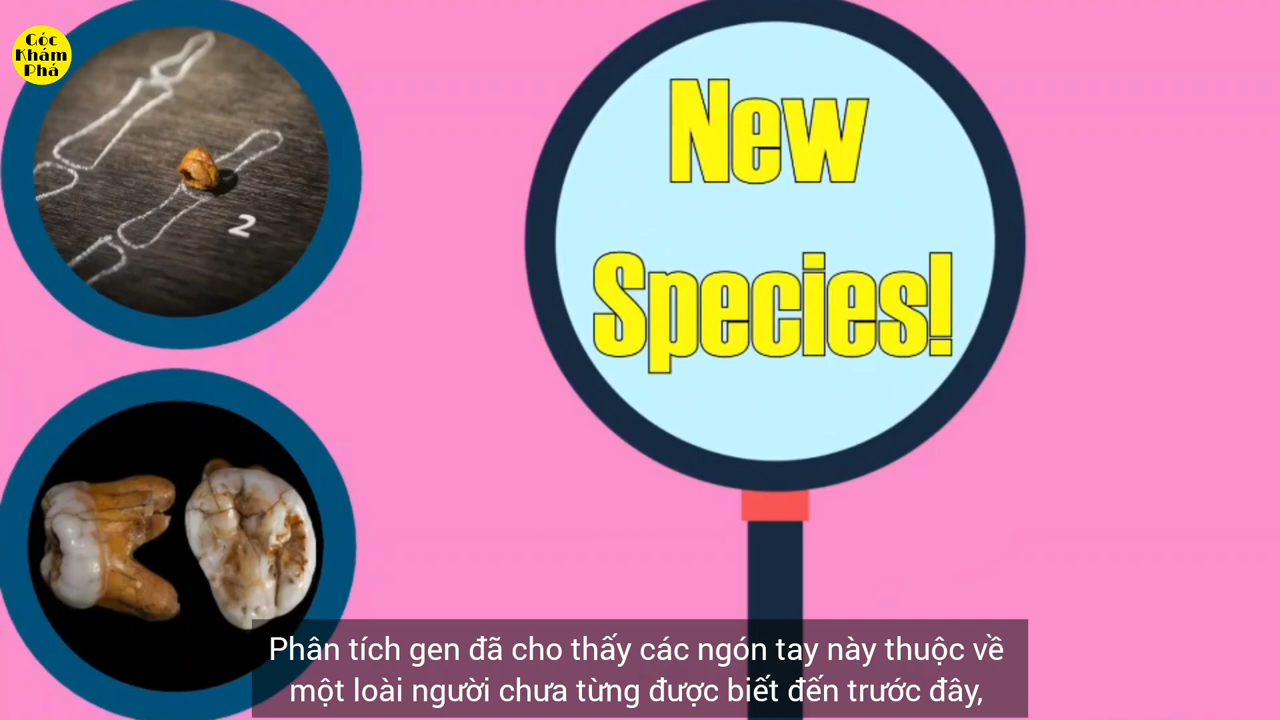 Góc
Khám
Phá
2
New
Species!
Phân tích gen đã cho thấy các ngón tay này thuộc về
một loài người chưa từng được biết đến trước đây,